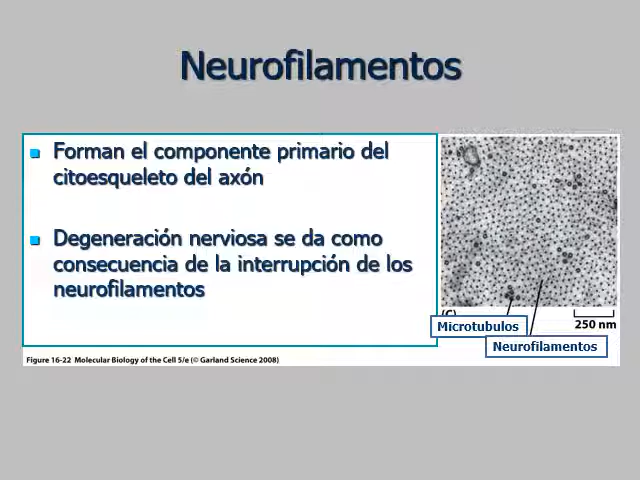 Neurofilamentos
Forman el componente primario del
citoesqueleto del axón
Degeneración nerviosa se da como
consecuencia de la interrupción de los
neurofilamentos
(C)
250 nm
Microtubulos
Neurofilamentos
Figure 16-22 Molecular Biology of the Cell 5/e (© Garland Science 2008)